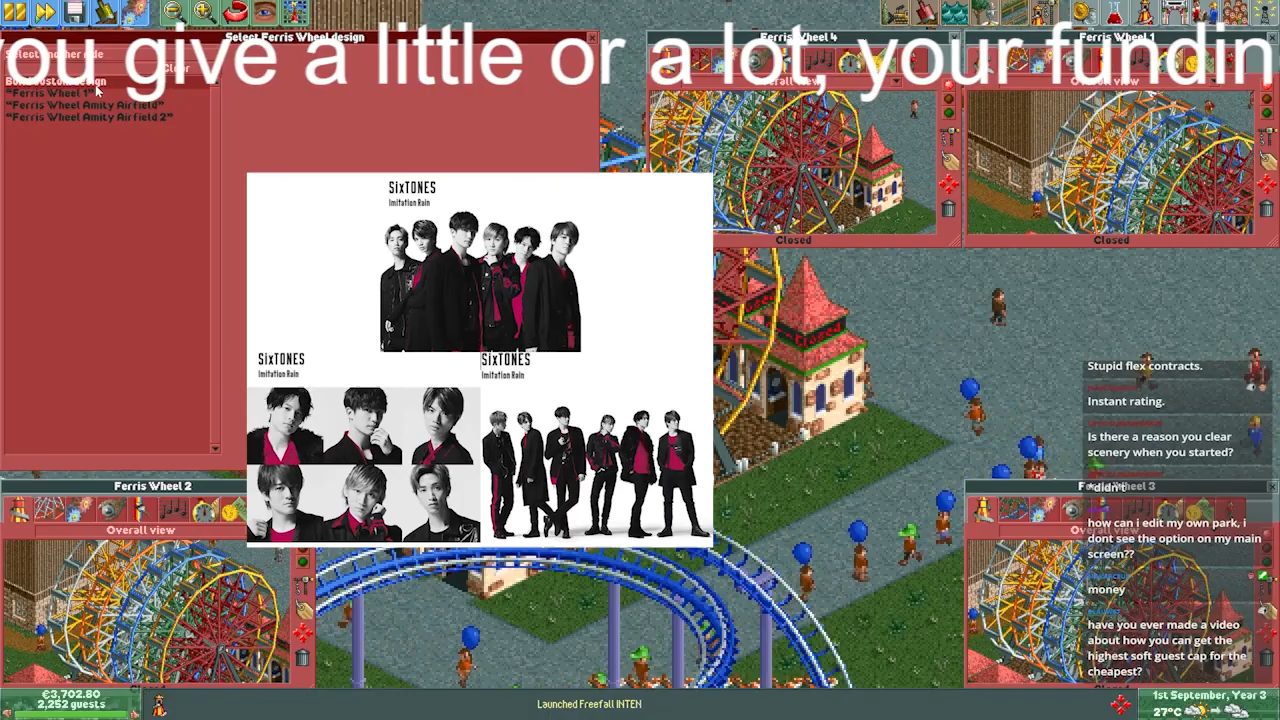 give a little or a lot, your fundin
Select Ferris Wheel design
Select another ride
Clear
"Ferris Wheel 1"
"Ferris Wheel Amity Airfield"
"Ferris Wheel Amity Airfield 2"
Ferris Wheel 4
Closed
Ferris Wheel 1
Closed
SixTONES
Imitation Rain
SixTONES
Imitation Rain
SixTONES
Imitation Rain
Closed
Stupid flex contracts.
Instant rating.
Is there a reason you clear
scenery when you started?
how can i edit my own park, i
dont see the option on my main
screen??
money
have you ever made a video
about how you can get the
highest soft guest cap for the
cheapest?
Ferris Wheel 2
Overall view
€3,702.80
2,252 guests
Launched Freefall INTEN
1st September, Year 3
27°C